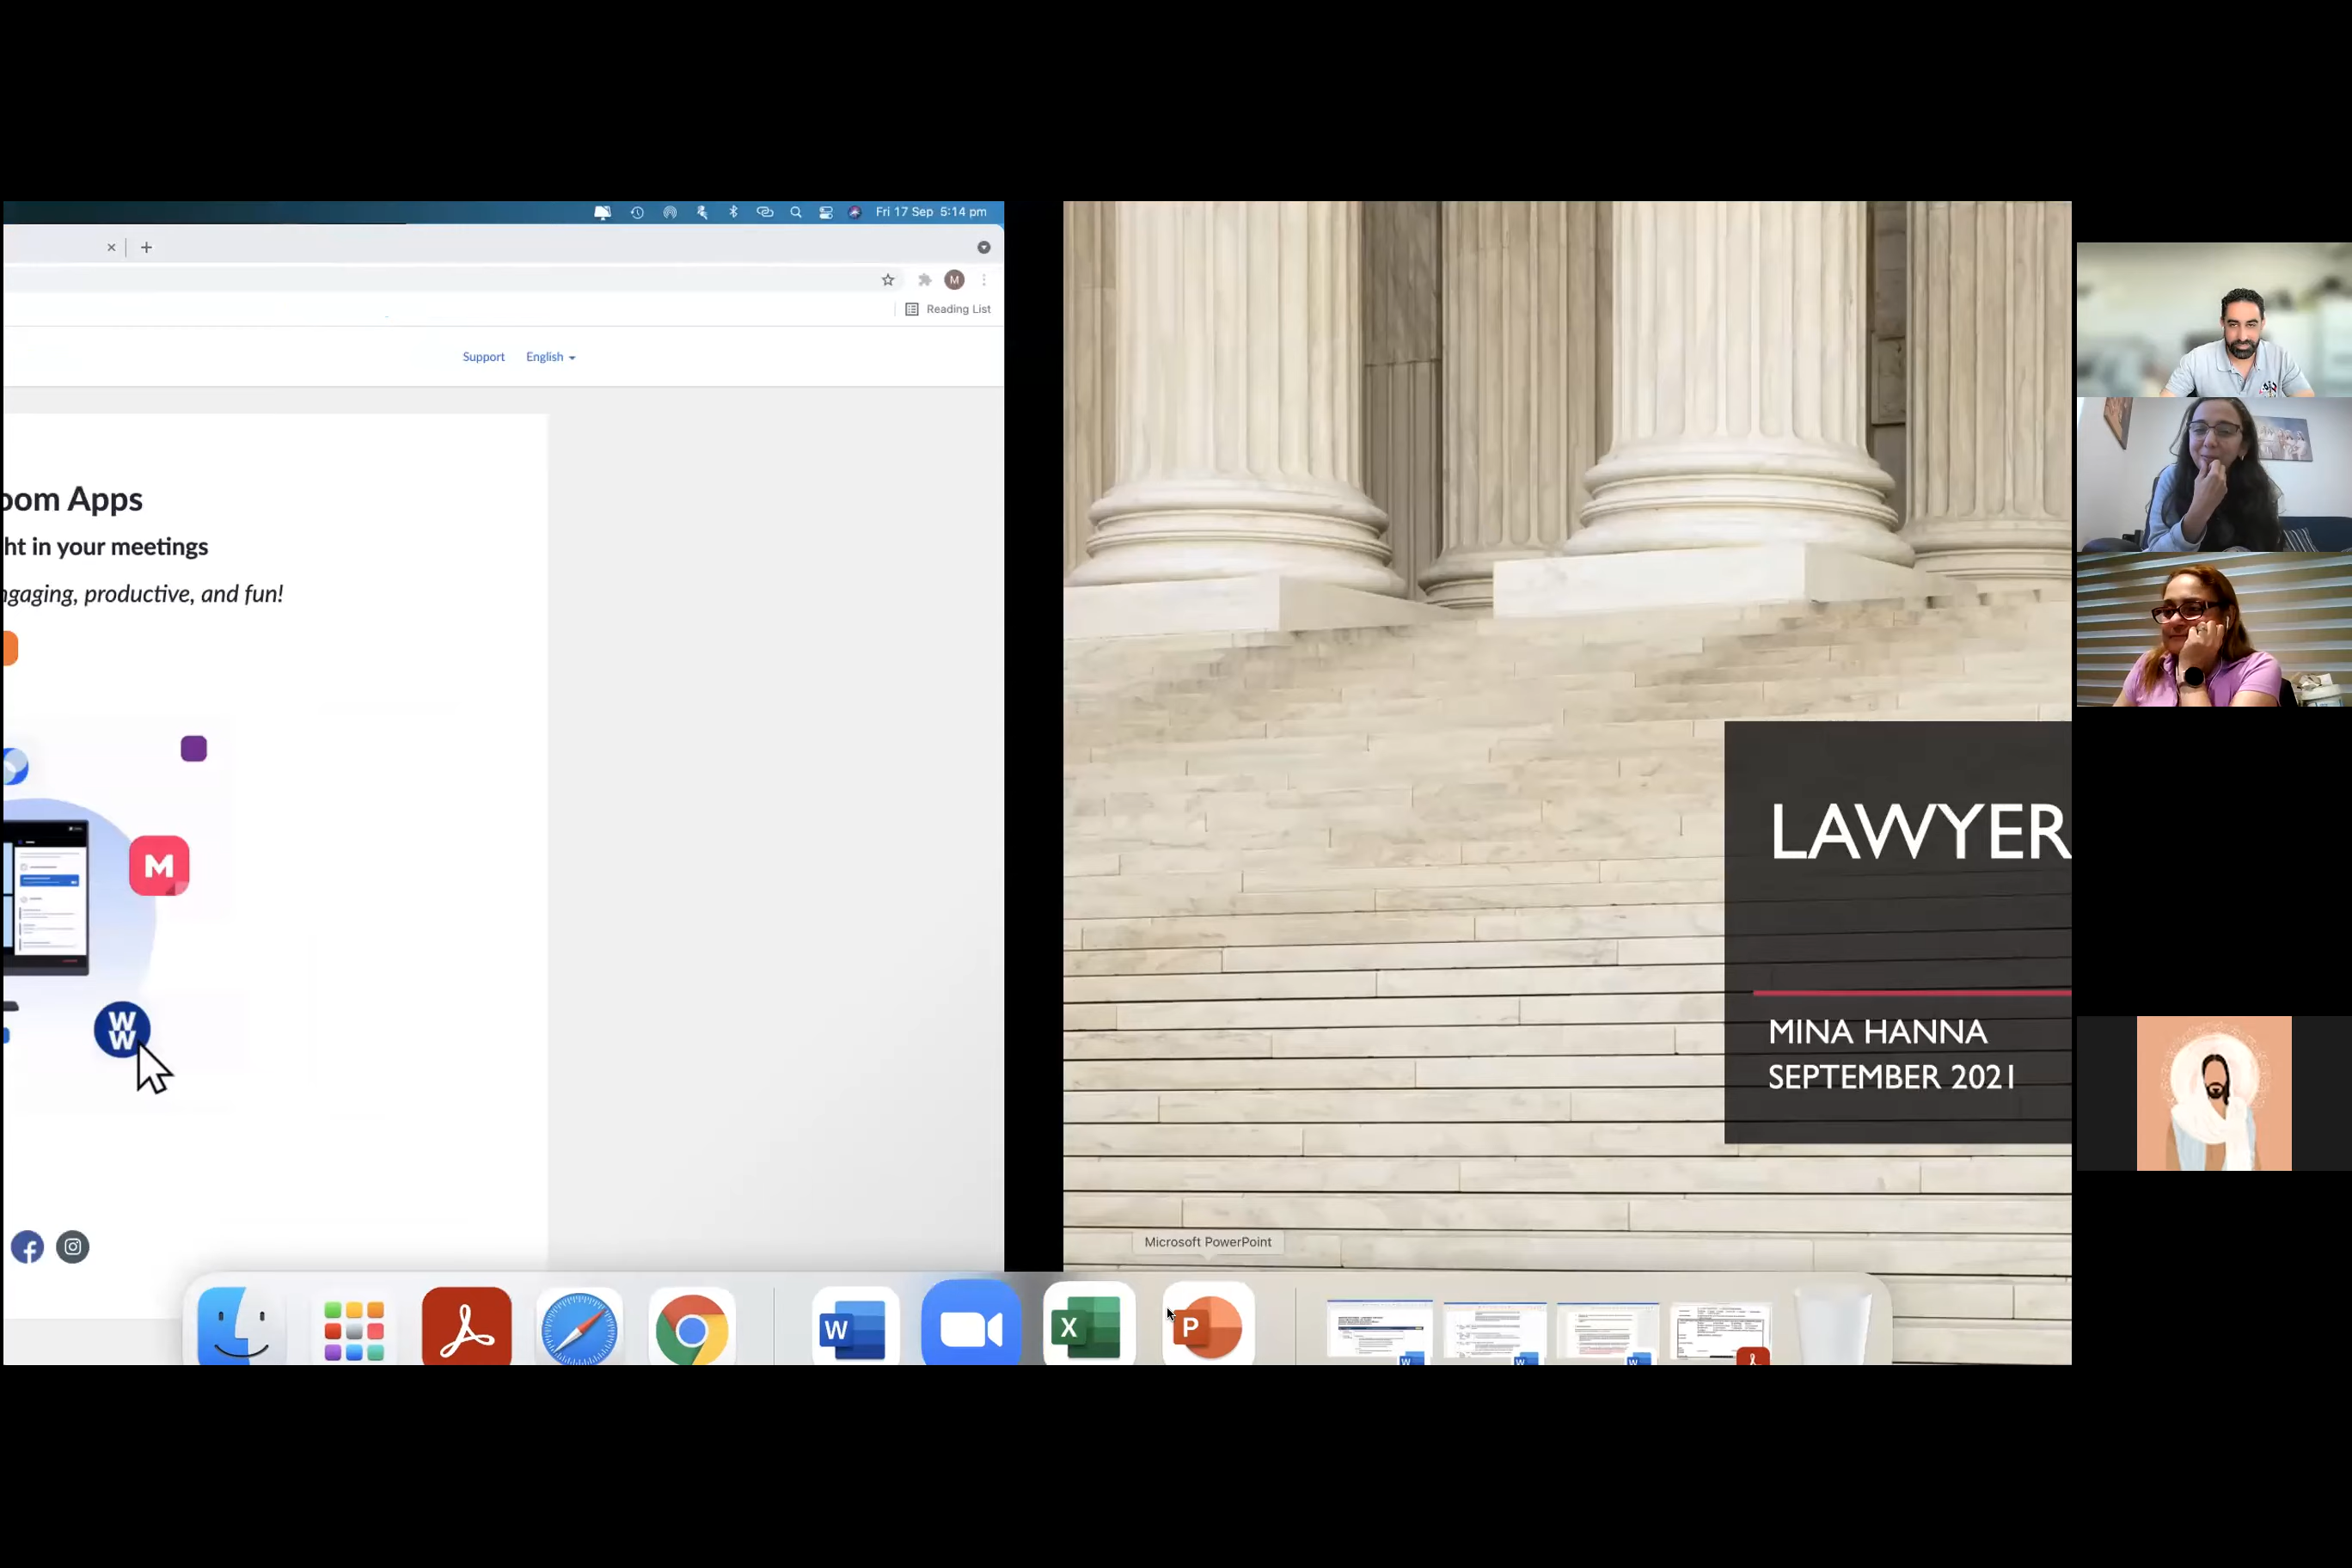 Fri 17 Sep 5:14 pm
M
Reading List
Support English
oom Apps
ht in your meetings
ngaging, productive, and fun!
M
W
W
LAWYER
MINA HANNA
SEPTEMBER 2021
Microsoft PowerPoint
W
X
P
W
W
W